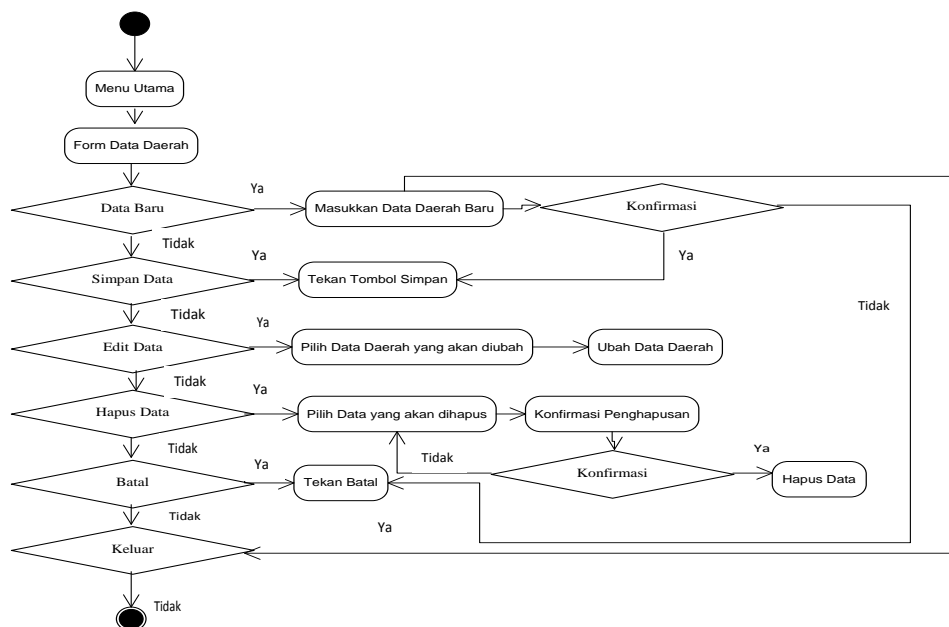 Menu Utama
Form Data Daerah
Ya
Data Baru
Masukkan Data Daerah Baru
Konfirmasi
Tidak
Ya
Ya
Simpan Data
Tekan Tombol Simpan
Tidak
Tidak
Ya
Edit Data
Pilih Data Daerah yang akan diubah
Ubah Data Daerah
Tidak
Ya
Hapus Data
Pilih Data yang akan dihapus
Konfirmasi Penghapusan
Tidak
Tidak
Ya
Ya
Konfirmasi
Batal
Tekan Batal
Hapus Data
Tidak
Ya
Keluar
Tidak